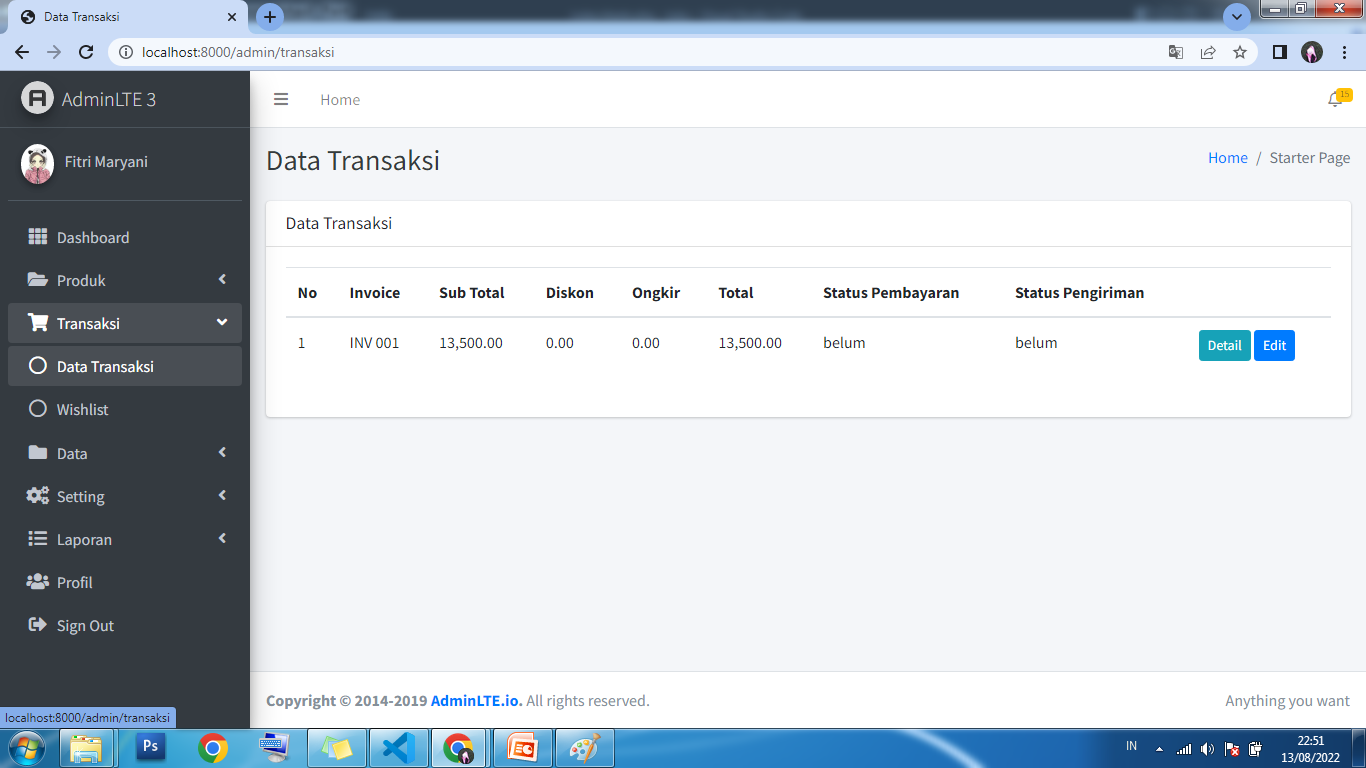 Data Transaksi
localhost:8000/admin/transaksi
AdminLTE 3
Home
15
Fitri Maryani
Data Transaksi
Home / Starter Page
Dashboard
Produk
Transaksi
Data Transaksi
Wishlist
Data
Setting
Laporan
Profil
Sign Out
Data Transaksi
No Invoice Sub Total Diskon Ongkir Total Status Pembayaran Status Pengiriman
1 INV 001 13,500.00 0.00 0.00 13,500.00 belum belum Detail Edit
Copyright © 2014-2019 AdminLTE.io. All rights reserved. Anything you want
localhost:8000/admin/transaksi
Ps
IN
22:51
13/08/2022